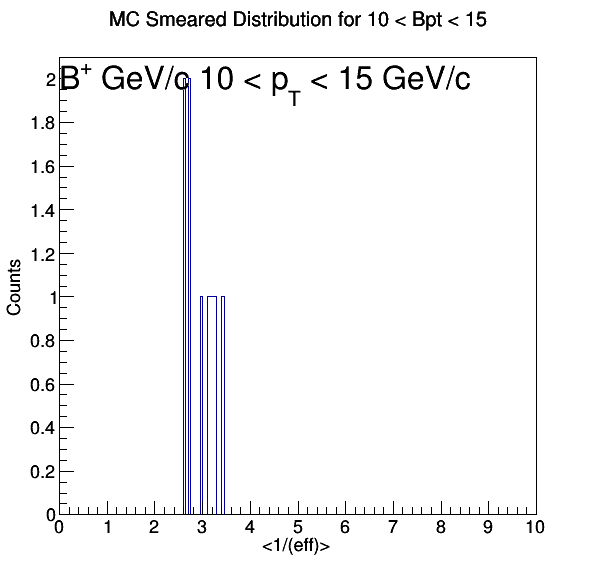 MC Smeared Distribution for 10 < Bpt < 15
B+ GeV/c 10 < pT < 15 GeV/c
2
1.8
1.6
1.4
1.2
1
0.8
0.6
0.4
0.2
0
Counts
0 1 2 3 4 5 6 7 8 9 10
<1/(eff)>